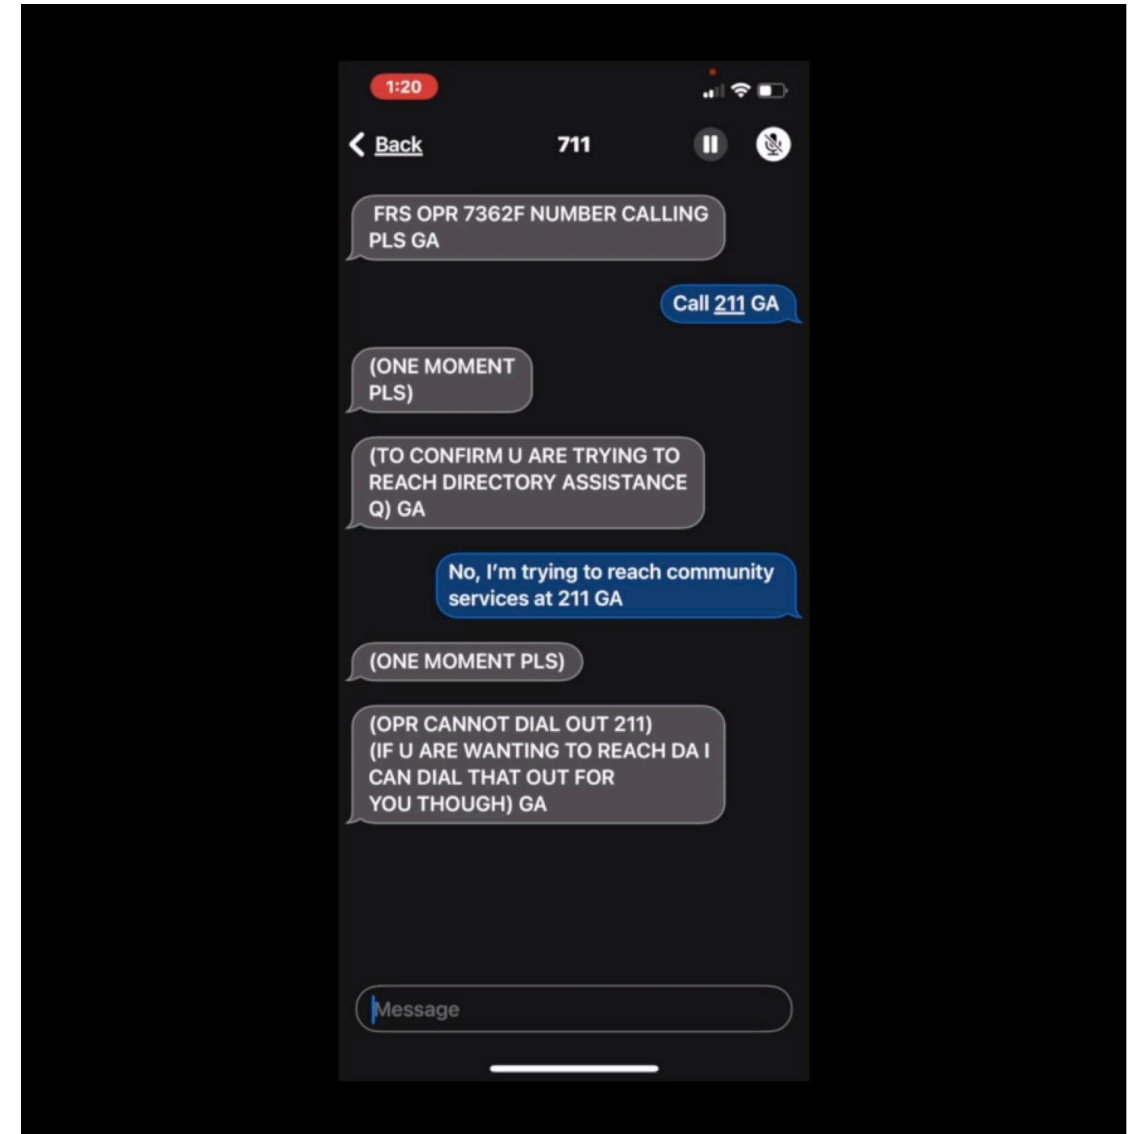 1:20
Back
711
FRS OPR 7362F NUMBER CALLING
PLS GA
Call 211 GA
(ONE MOMENT
PLS)
(TO CONFIRM U ARE TRYING TO
REACH DIRECTORY ASSISTANCE
Q) GA
No, I'm trying to reach community
services at 211 GA
(ONE MOMENT PLS)
(OPR CANNOT DIAL OUT 211)
(IF U ARE WANTING TO REACH DA I
CAN DIAL THAT OUT FOR
YOU THOUGH) GA
Message